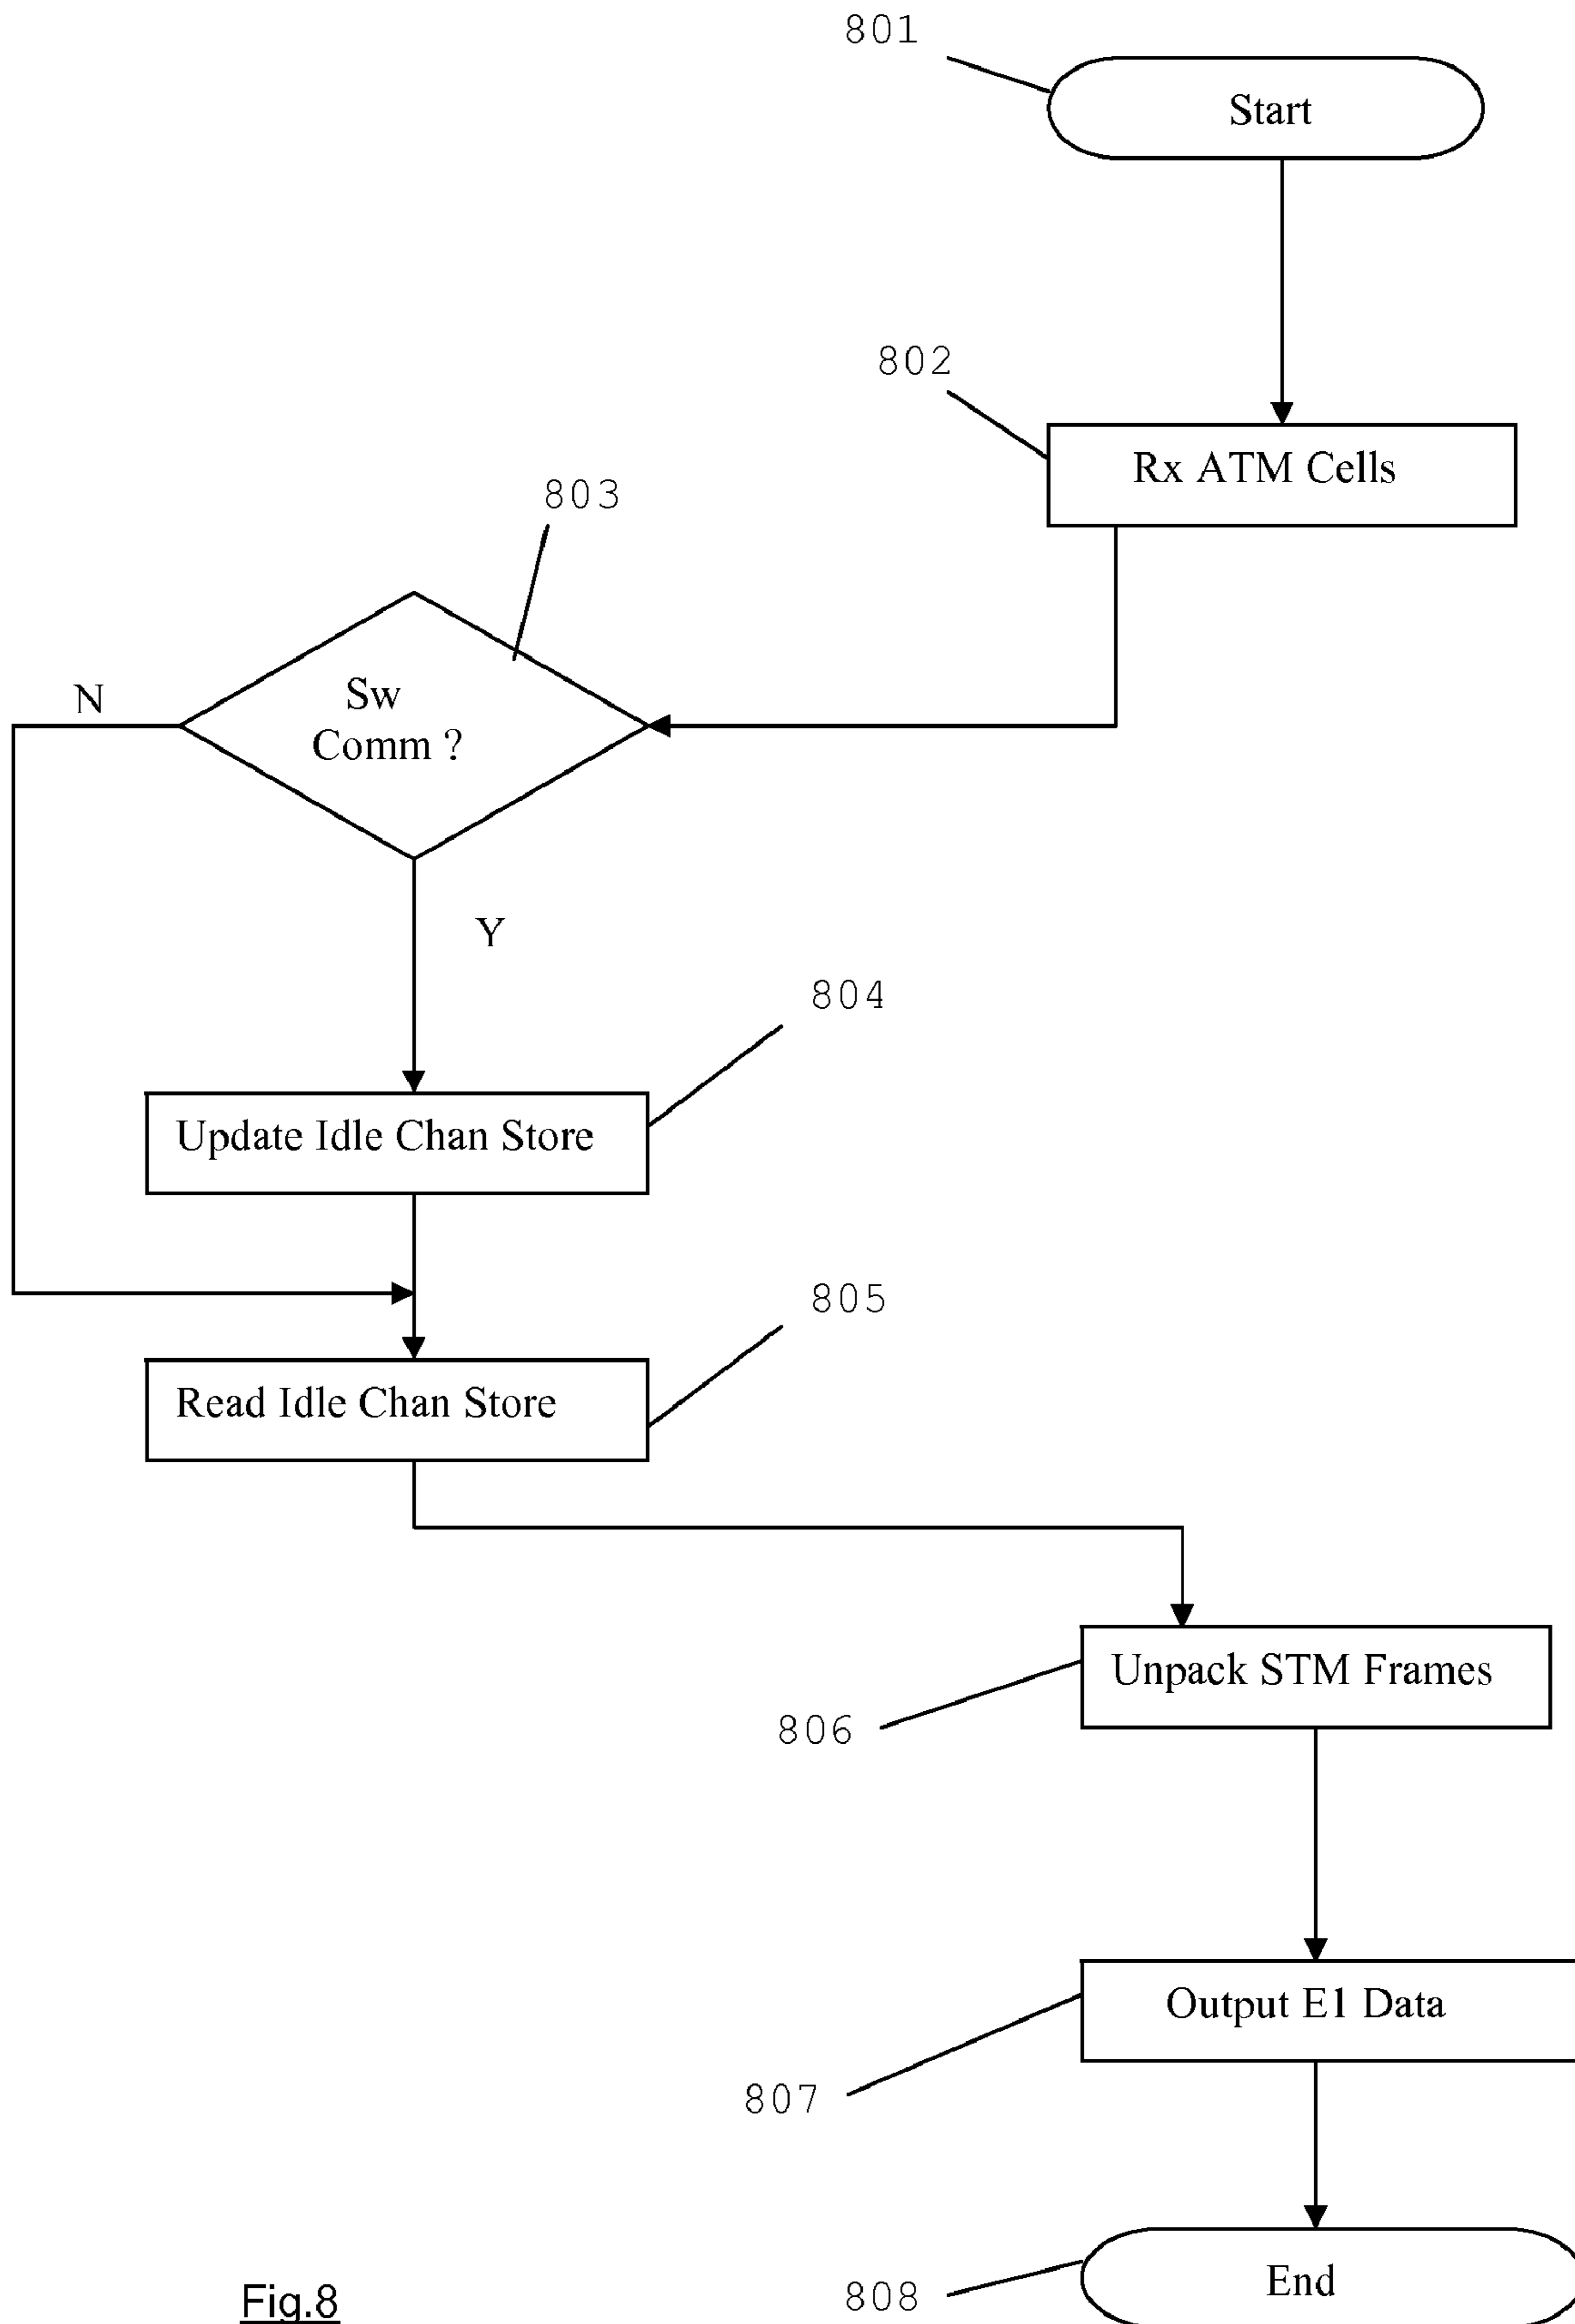 801
Start
802
Rx ATM Cells
803
N
Sw
Comm ?
Y
804
Update Idle Chan Store
805
Read Idle Chan Store
Unpack STM Frames
806
Output E1 Data
807
End
808
Fig.8